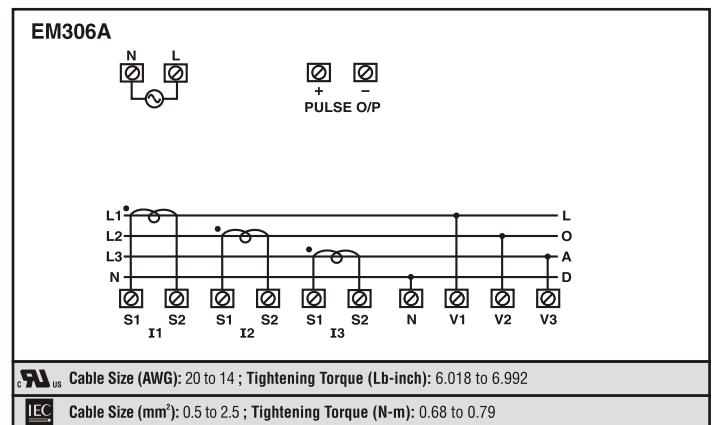 EM306A
N L
+ −
PULSE O/P
L1 L
L2 O
L3 A
N D
S1 S2 S1 S2 S1 S2 N V1 V2 V3
I1 I2 I3
c RU US Cable Size (AWG): 20 to 14 ; Tightening Torque (Lb-inch): 6.018 to 6.992
IEC Cable Size (mm²): 0.5 to 2.5 ; Tightening Torque (N-m): 0.68 to 0.79